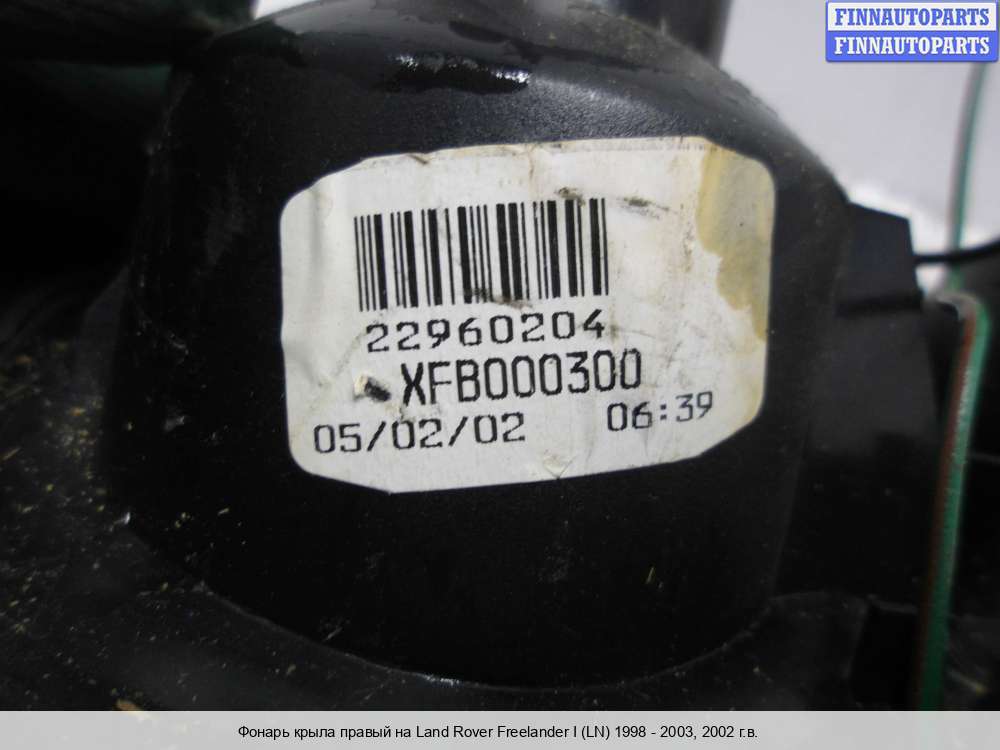 FINNAUTOPARTS
FINNAUTOPARTS
22960204
XFB000300
05/02/02 06:39
Фонарь крыла правый на Land Rover Freelander I (LN) 1998 - 2003, 2002 г.в.